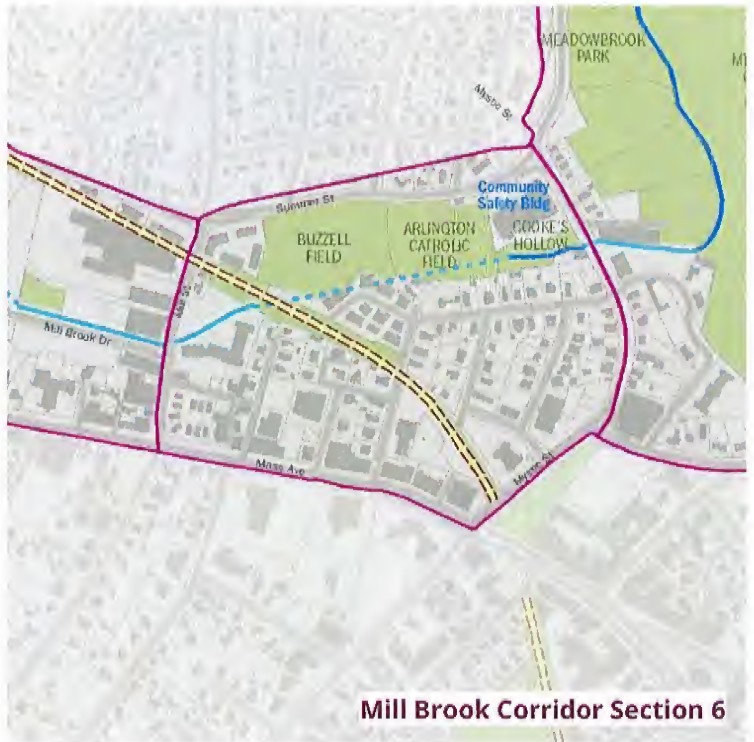 MEADOWBROOK
PARK
Mystic St
Community
Safety Bldg
Summer St
BUZZELL
FIELD
ARLINGTON
CATHOLIC
FIELD
COOKE'S
HOLLOW
Mill St
Mill Brook Dr
Mass Ave
Mystic St
Mill Brook Corridor Section 6